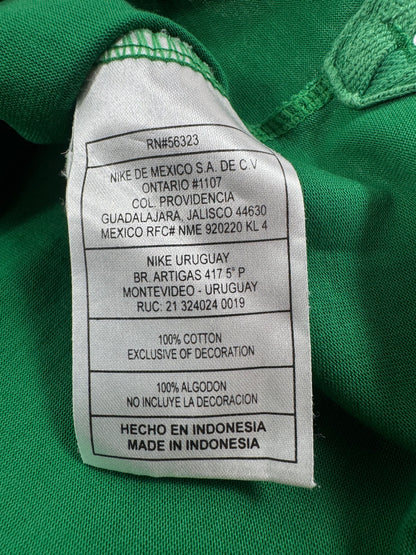 RN#56323
NIKE DE MEXICO S.A. DE C.V
ONTARIO #1107
COL. PROVIDENCIA
GUADALAJARA, JALISCO 44630
MEXICO RFC# NME 920220 KL 4
NIKE URUGUAY
BR. ARTIGAS 417 5° P
MONTEVIDEO - URUGUAY
RUC: 21 324024 0019
100% COTTON
EXCLUSIVE OF DECORATION
100% ALGODON
NO INCLUYE LA DECORACION
HECHO EN INDONESIA
MADE IN INDONESIA